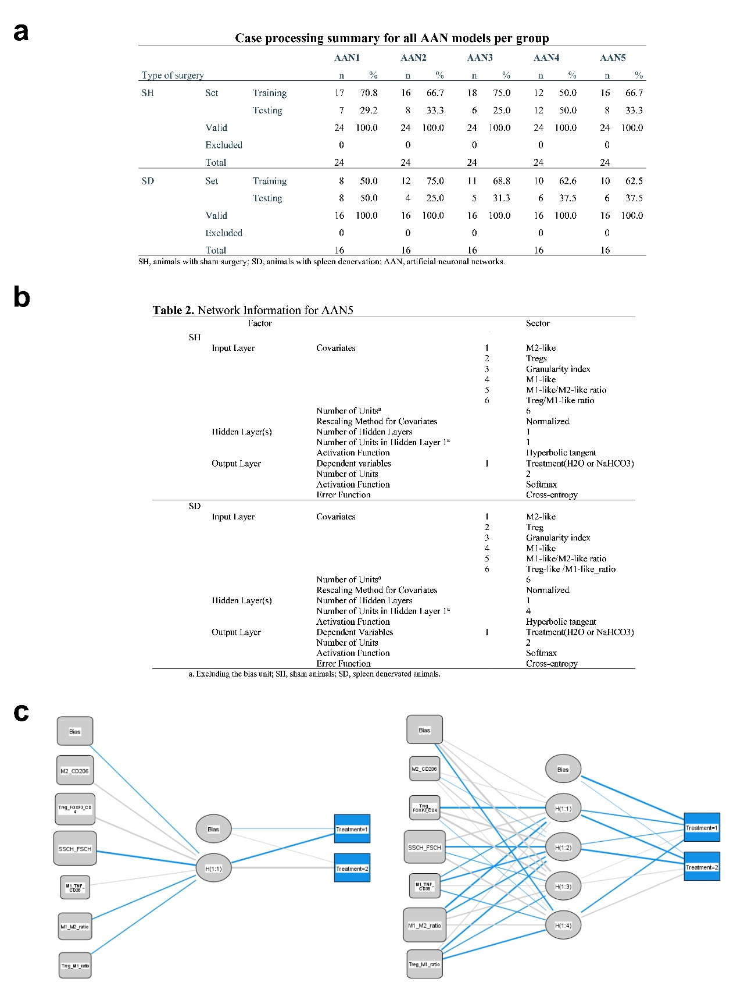 a
Case processing summary for all AAN models per group
AAN1 AAN2 AAN3 AAN4 AAN5
Type of surgery n % n % n % n % n %
SH Set Training 17 70.8 16 66.7 18 75.0 12 50.0 16 66.7
Testing 7 29.2 8 33.3 6 25.0 12 50.0 8 33.3
Valid 24 100.0 24 100.0 24 100.0 24 100.0 24 100.0
Excluded 0 0 0 0 0
Total 24 24 24 24 24
SD Set Training 8 50.0 12 75.0 11 68.8 10 62.6 10 62.5
Testing 8 50.0 4 25.0 5 31.3 6 37.5 6 37.5
Valid 16 100.0 16 100.0 16 100.0 16 100.0 16 100.0
Excluded 0 0 0 0 0
Total 16 16 16 16 16
SH, animals with sham surgery; SD, animals with spleen denervation; AAN, artificial neuronal networks.
b
Table 2. Network Information for AAN5
Factor Sector
SH
Input Layer Covariates 1 M2-like
2 Tregs
3 Granularity index
4 M1-like
5 M1-like/M2-like ratio
6 Treg/M1-like ratio
Number of Unitsª 6
Rescaling Method for Covariates Normalized
Hidden Layer(s) Number of Hidden Layers 1
Number of Units in Hidden Layer 1ª 1
Activation Function Hyperbolic tangent
Output Layer Dependent variables 1 Treatment(H2O or NaHCO3)
Number of Units 2
Activation Function Softmax
Error Function Cross-entropy
SD
Input Layer Covariates 1 M2-like
2 Treg
3 Granularity index
4 M1-like
5 M1-like/M2-like ratio
6 Treg-like /M1-like_ratio
Number of Unitsª 6
Rescaling Method for Covariates Normalized
Hidden Layer(s) Number of Hidden Layers 1
Number of Units in Hidden Layer 1ª 4
Activation Function Hyperbolic tangent
Output Layer Dependent Variables 1 Treatment(H2O or NaHCO3)
Number of Units 2
Activation Function Softmax
Error Function Cross-entropy
a. Excluding the bias unit; SH, sham animals; SD, spleen denervated animals.
c
Bias
M2_CD206
Treg_FOXP3_CD
4
SSCH_FSCH
M1_TNF_
CD38
M1_M2_ratio
Treg_M1_ratio
Bias
H(1:1)
Treatment=1
Treatment=2
Bias
M2_CD206
Treg_
FOXP3_CD4
SSCH_FSCH
M1_TNF_
CD38
M1_M2_ratio
Treg_M1_ratio
Bias
H(1:1)
H(1:2)
H(1:3)
H(1:4)
Treatment=1
Treatment=2